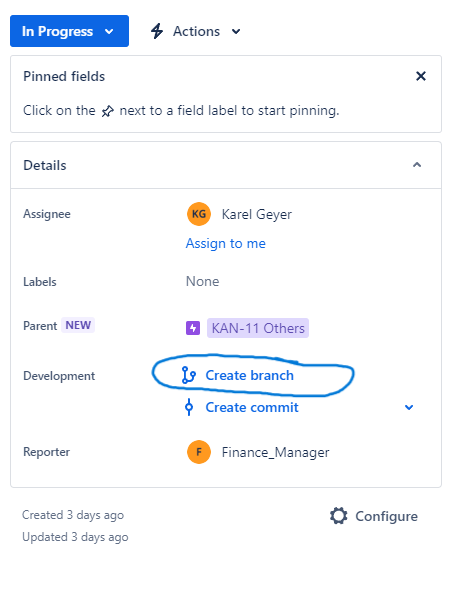 In Progress Actions
Pinned fields
Click on the next to a field label to start pinning.
Details
Assignee KG Karel Geyer
Assign to me
Labels None
Parent NEW KAN-11 Others
Development Create branch
Create commit
Reporter F Finance_Manager
Created 3 days ago Configure
Updated 3 days ago